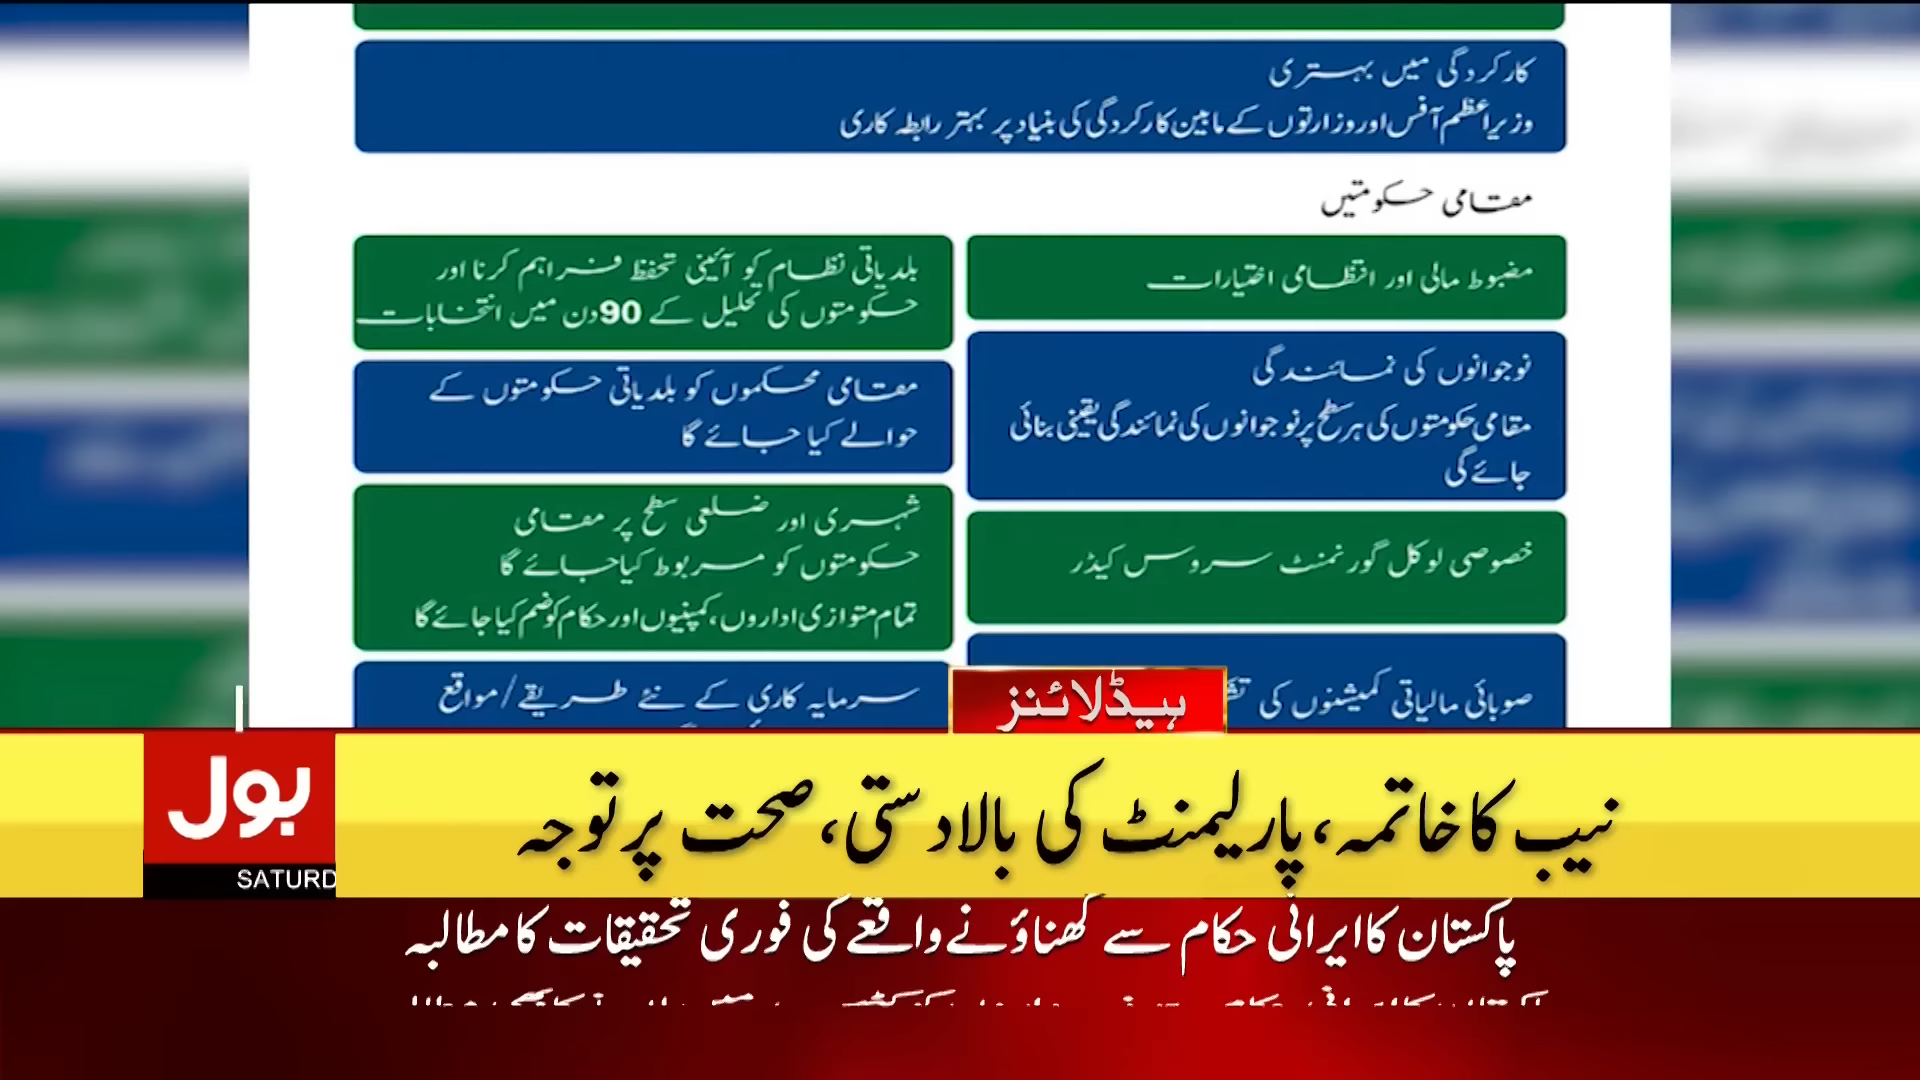 کارکردگی میں بہتری
وزیراعظم آفس اور وزارتوں کے مابین کارکردگی کی بنیاد پر بہتر رابطہ کاری
مقامی حکومتیں
مضبوط مالی اور انتظامی اختیارات
نوجوانوں کی نمائندگی
مقامی حکومتوں کی ہر سطح پر نوجوانوں کی نمائندگی یقینی بنائی
جائے گی
خصوصی لوکل گورنمنٹ سروس کیڈر
صوبائی مالیاتی کمیشنوں کی
بلدیاتی نظام کو آئینی تحفظ فراہم کرنا اور
حکومتوں کی تحلیل کے 90 دن میں انتخابات
مقامی محکموں کو بلدیاتی حکومتوں کے
حوالے کیا جائے گا
شہری اور ضلعی سطح پر مقامی
حکومتوں کو مربوط کیا جائے گا
تمام متوازی اداروں، کمپنیوں اور حکام کو ضم کیا جائے گا
سرمایہ کاری کے نئے طریقے/مواقع
ہیڈلائنز
بول
نیب کا خاتمہ، پارلیمنٹ کی بالادستی، صحت پر توجہ
SATURD
پاکستان کا ایرانی حکام سے گھناؤنے واقعے کی فوری تحقیقات کا مطالبہ